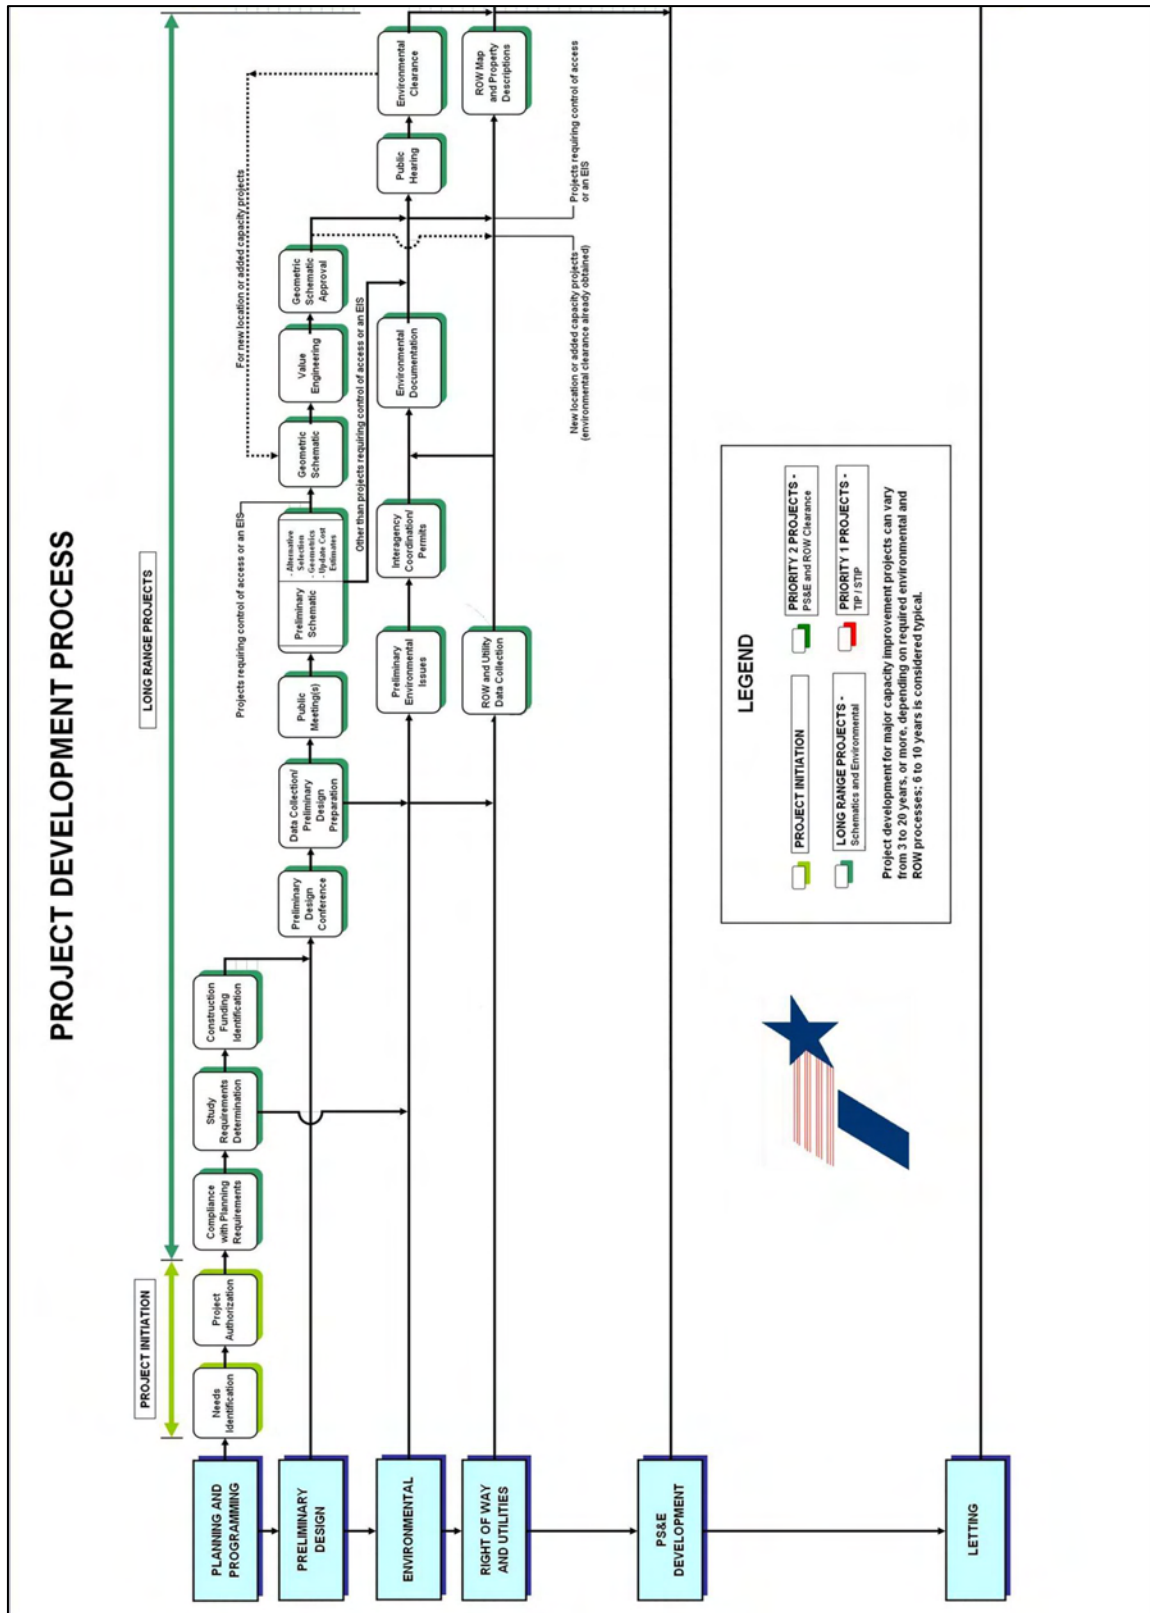 PROJECT DEVELOPMENT PROCESS
PROJECT INITIATION
LONG RANGE PROJECTS
PLANNING AND
PROGRAMMING
Needs
Identification
Project
Authorization
Compliance
with Planning
Requirements
Study
Requirements
Determination
Construction
Funding
Identification
For new location or added capacity projects
PRELIMINARY
DESIGN
Preliminary
Design
Conference
Data Collection/
Preliminary
Design
Preparation
Public
Meeting(s)
Projects requiring control of access or an EIS
Preliminary
Schematic
- Alternative
Selection
- Geometrics
- Update Cost
Estimates
Geometric
Schematic
Value
Engineering
Geometric
Schematic
Approval
Other than projects requiring control of access or an EIS
ENVIRONMENTAL
Preliminary
Environmental
Issues
Interagency
Coordination/
Permits
Environmental
Documentation
Public
Hearing
Environmental
Clearance
RIGHT OF WAY
AND UTILITIES
ROW and Utility
Data Collection
ROW Map
and Property
Descriptions
New location or added capacity projects
(environmental clearance already obtained)
Projects requiring control of access
or an EIS
PS&E
DEVELOPMENT
LETTING
LEGEND
PROJECT INITIATION
PRIORITY 2 PROJECTS -
PS&E and ROW Clearance
LONG RANGE PROJECTS -
Schematics and Environmental
PRIORITY 1 PROJECTS -
TIP / STIP
Project development for major capacity improvement projects can vary
from 3 to 20 years, or more, depending on required environmental and
ROW processes; 6 to 10 years is considered typical.